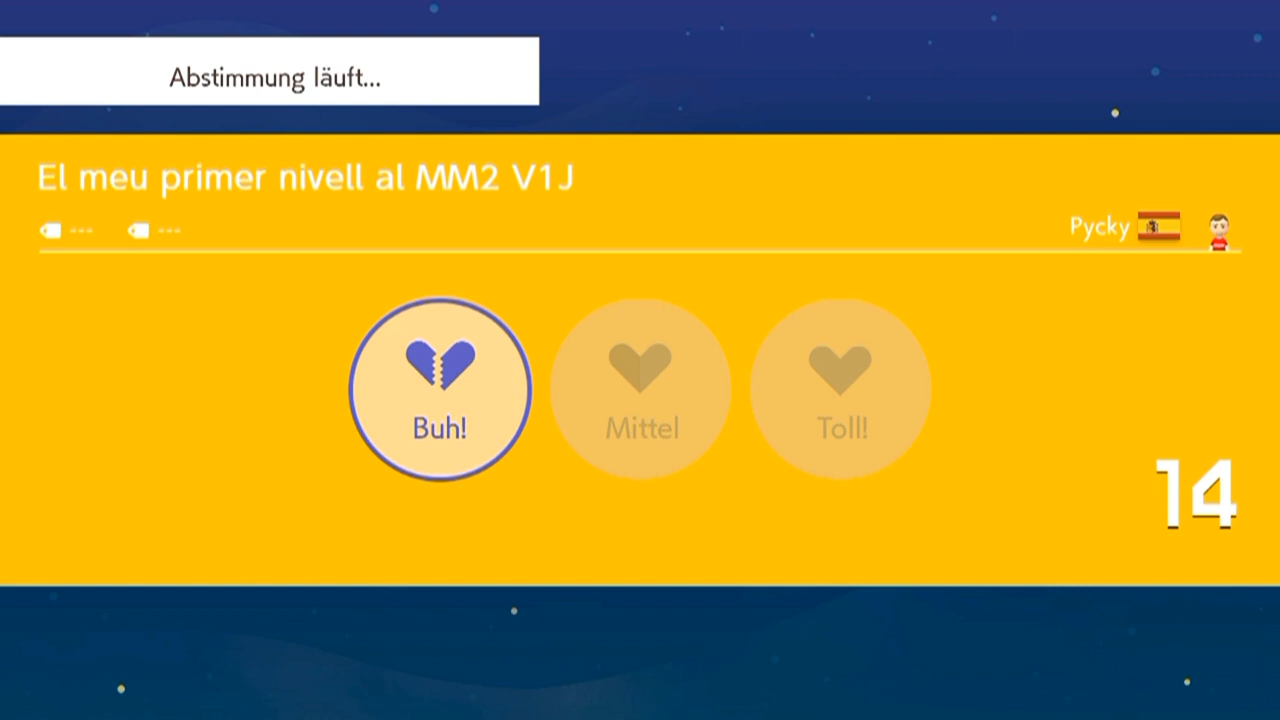 Abstimmung läuft...
El meu primer nivell al MM2 V1J
--- ---
Pycky
Buh!
Mittel
Toll!
14